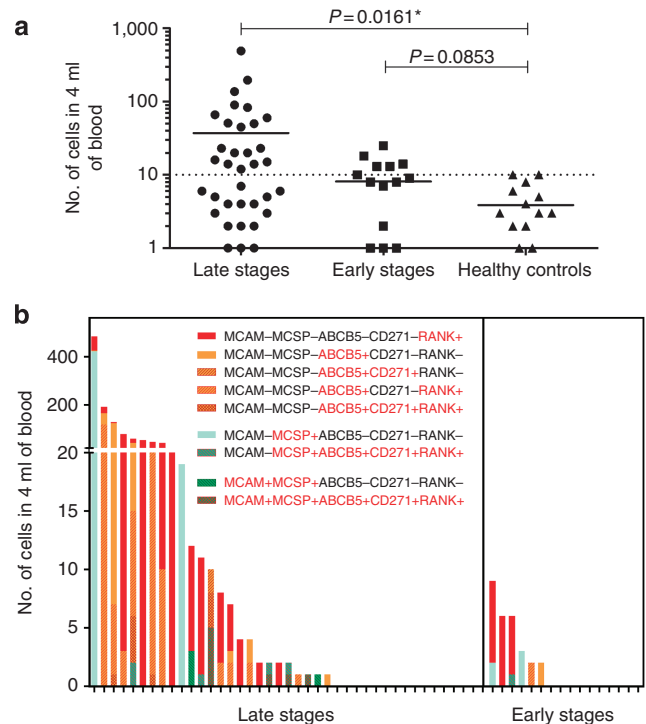 a
P=0.0161*
P=0.0853
No. of cells in 4 ml
of blood
1,000
100
10
1
Late stages
Early stages
Healthy controls
b
No. of cells in 4 ml of blood
400
200
20
15
10
5
0
MCAM–MCSP–ABCB5–CD271–RANK+
MCAM–MCSP–ABCB5+CD271–RANK–
MCAM–MCSP–ABCB5+CD271+RANK–
MCAM–MCSP–ABCB5+CD271–RANK+
MCAM–MCSP–ABCB5+CD271+RANK+
MCAM–MCSP+ABCB5–CD271–RANK–
MCAM–MCSP+ABCB5+CD271+RANK+
MCAM+MCSP+ABCB5–CD271–RANK–
MCAM+MCSP+ABCB5+CD271+RANK+
Late stages
Early stages